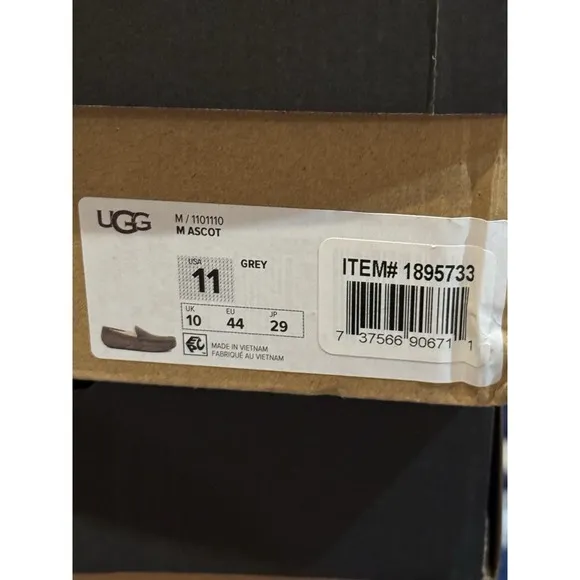 UGG
M / 1101110
M ASCOT
USA
11
GREY
UK EU JP
10 44 29
MADE IN VIETNAM
FABRIQUÉ AU VIETNAM
ITEM# 1895733
7 37566 90671 1